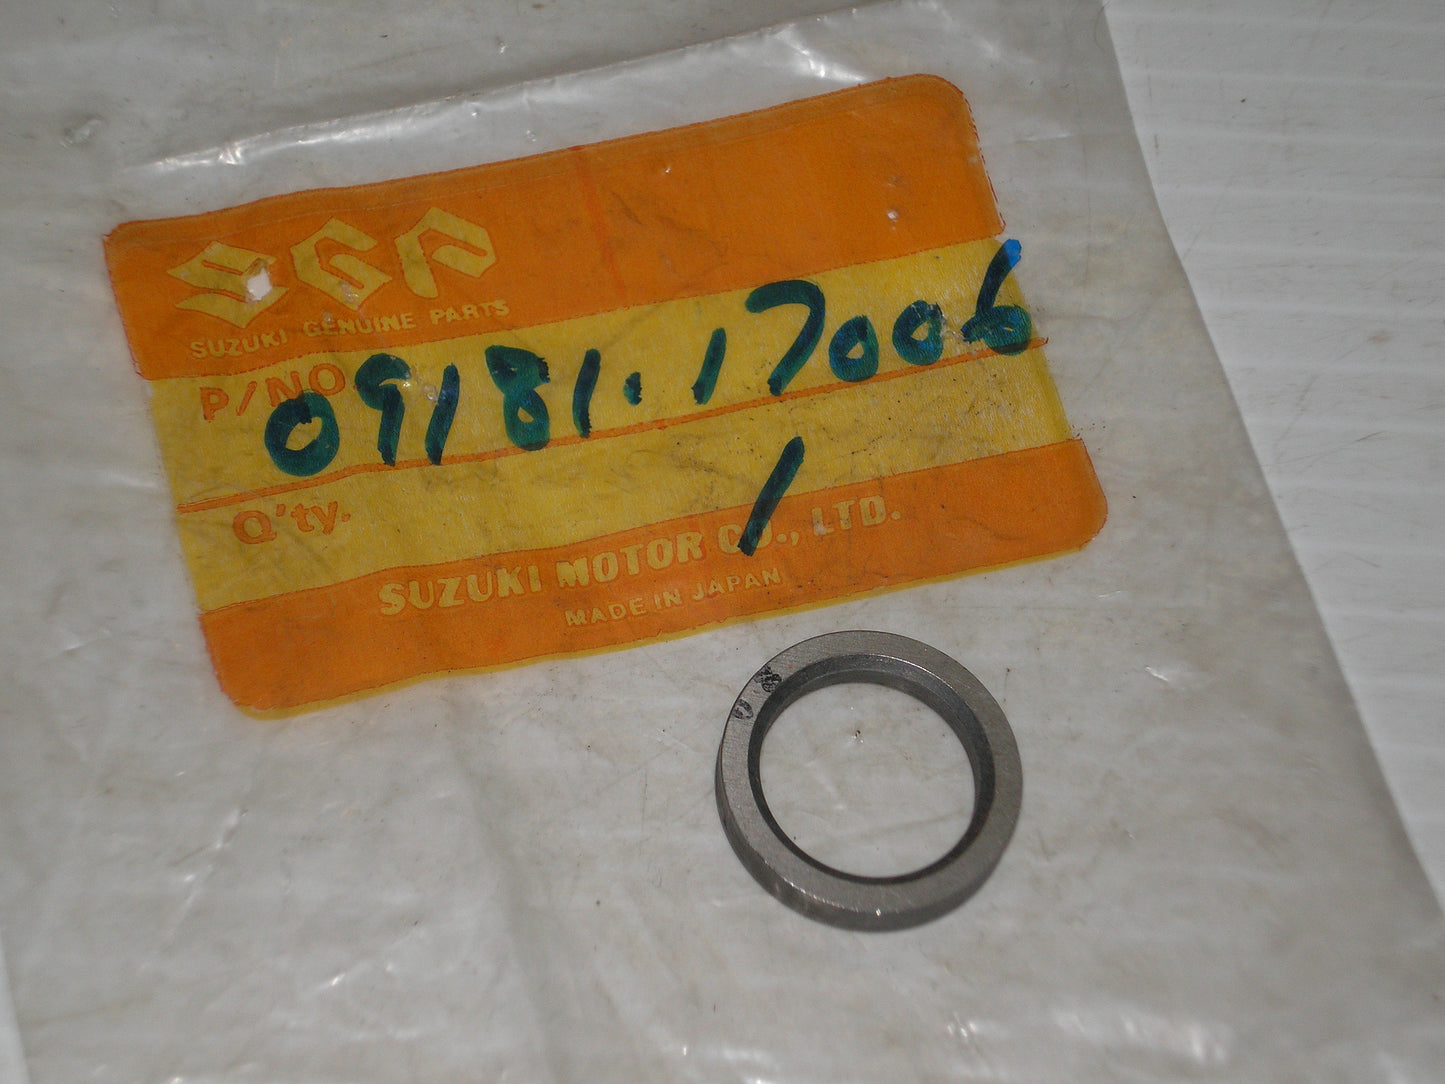 SGP
SUZUKI GENUINE PARTS
P/NO 09181.17006
Q'ty. 1
SUZUKI MOTOR CO., LTD.
MADE IN JAPAN